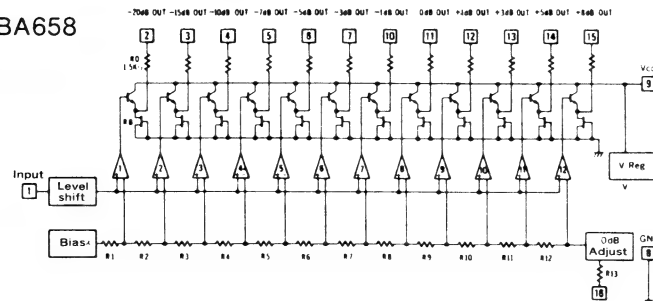 BA658
-20dB OUT -15dB OUT -10dB OUT -7dB OUT -5dB OUT -3dB OUT -1dB OUT 0dB OUT +1dB OUT +3dB OUT +5dB OUT +8dB OUT
2 3 4 5 6 7 10 11 12 13 14 15
R0
1.5K
Vcc
9
RB
1 2 3 4 5 6 7 8 9 10 11 12
V Reg
V
Input
1
Level
shift
Bias
R1 R2 R3 R4 R5 R6 R7 R8 R9 R10 R11 R12
0dB
Adjust
GN
8
R13
16